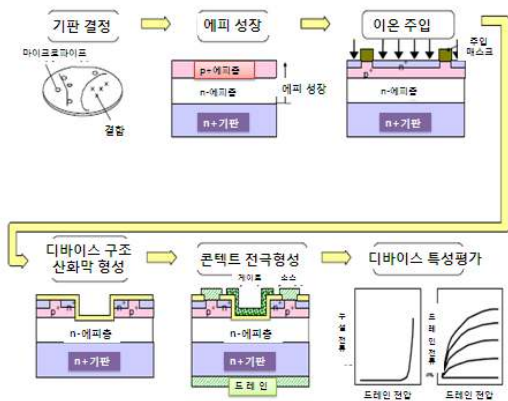 기판 결정
에피 성장
이온 주입
마이크로파이프
결함
p+에피층
n-에피층
n+기판
에피 성장
주입
마스크
n⁺
p⁺
p⁺
n-에피층
n+기판
디바이스 구조
산화막 형성
콘텍트 전극형성
디바이스 특성평가
n⁺
n⁺
p⁺
p⁺
n-에피층
n+기판
게이트
소스
n-에피층
n+기판
드레인
드레인 전압
드레인 전류
드레인 전압